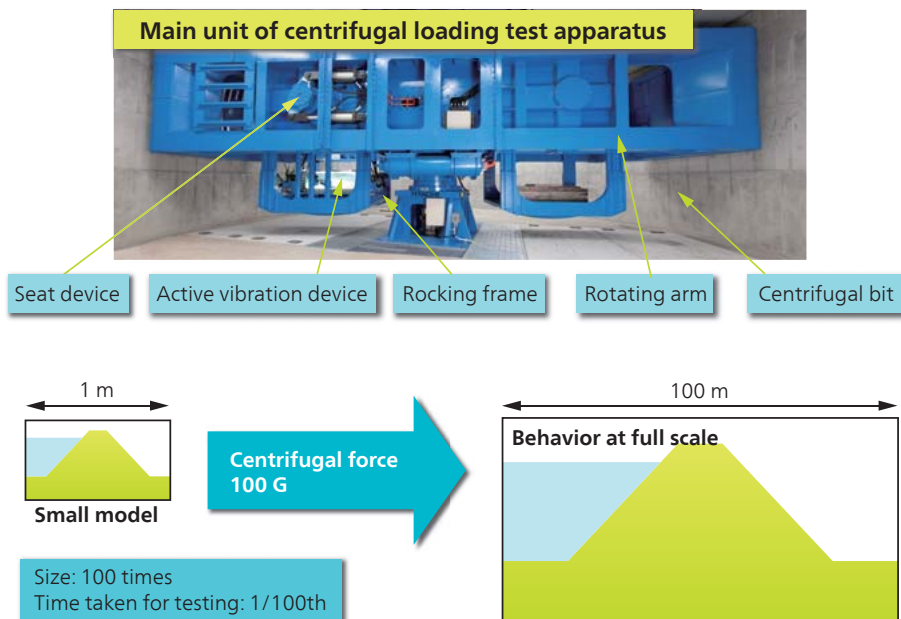 Main unit of centrifugal loading test apparatus
Seat device
Active vibration device
Rocking frame
Rotating arm
Centrifugal bit
1 m
100 m
Behavior at full scale
Centrifugal force
100 G
Small model
Size: 100 times
Time taken for testing: 1/100th